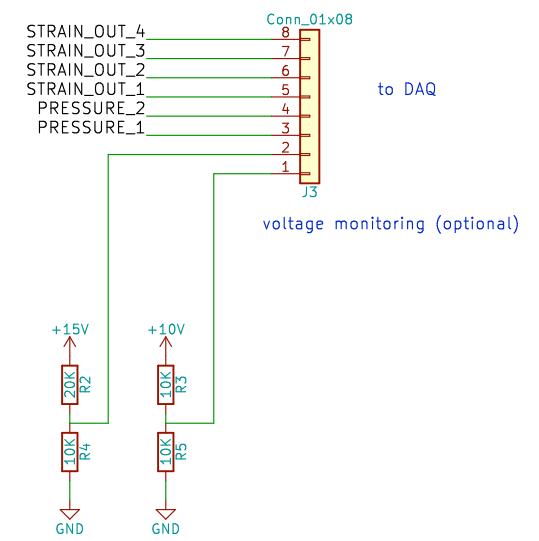 Conn_01x08
STRAIN_OUT_4 8
STRAIN_OUT_3 7
STRAIN_OUT_2 6
STRAIN_OUT_1 5
to DAQ
PRESSURE_2 4
PRESSURE_1 3
2
1
J3
voltage monitoring (optional)
+15V +10V
20K R2 10K R3
10K R4 10K R5
GND GND